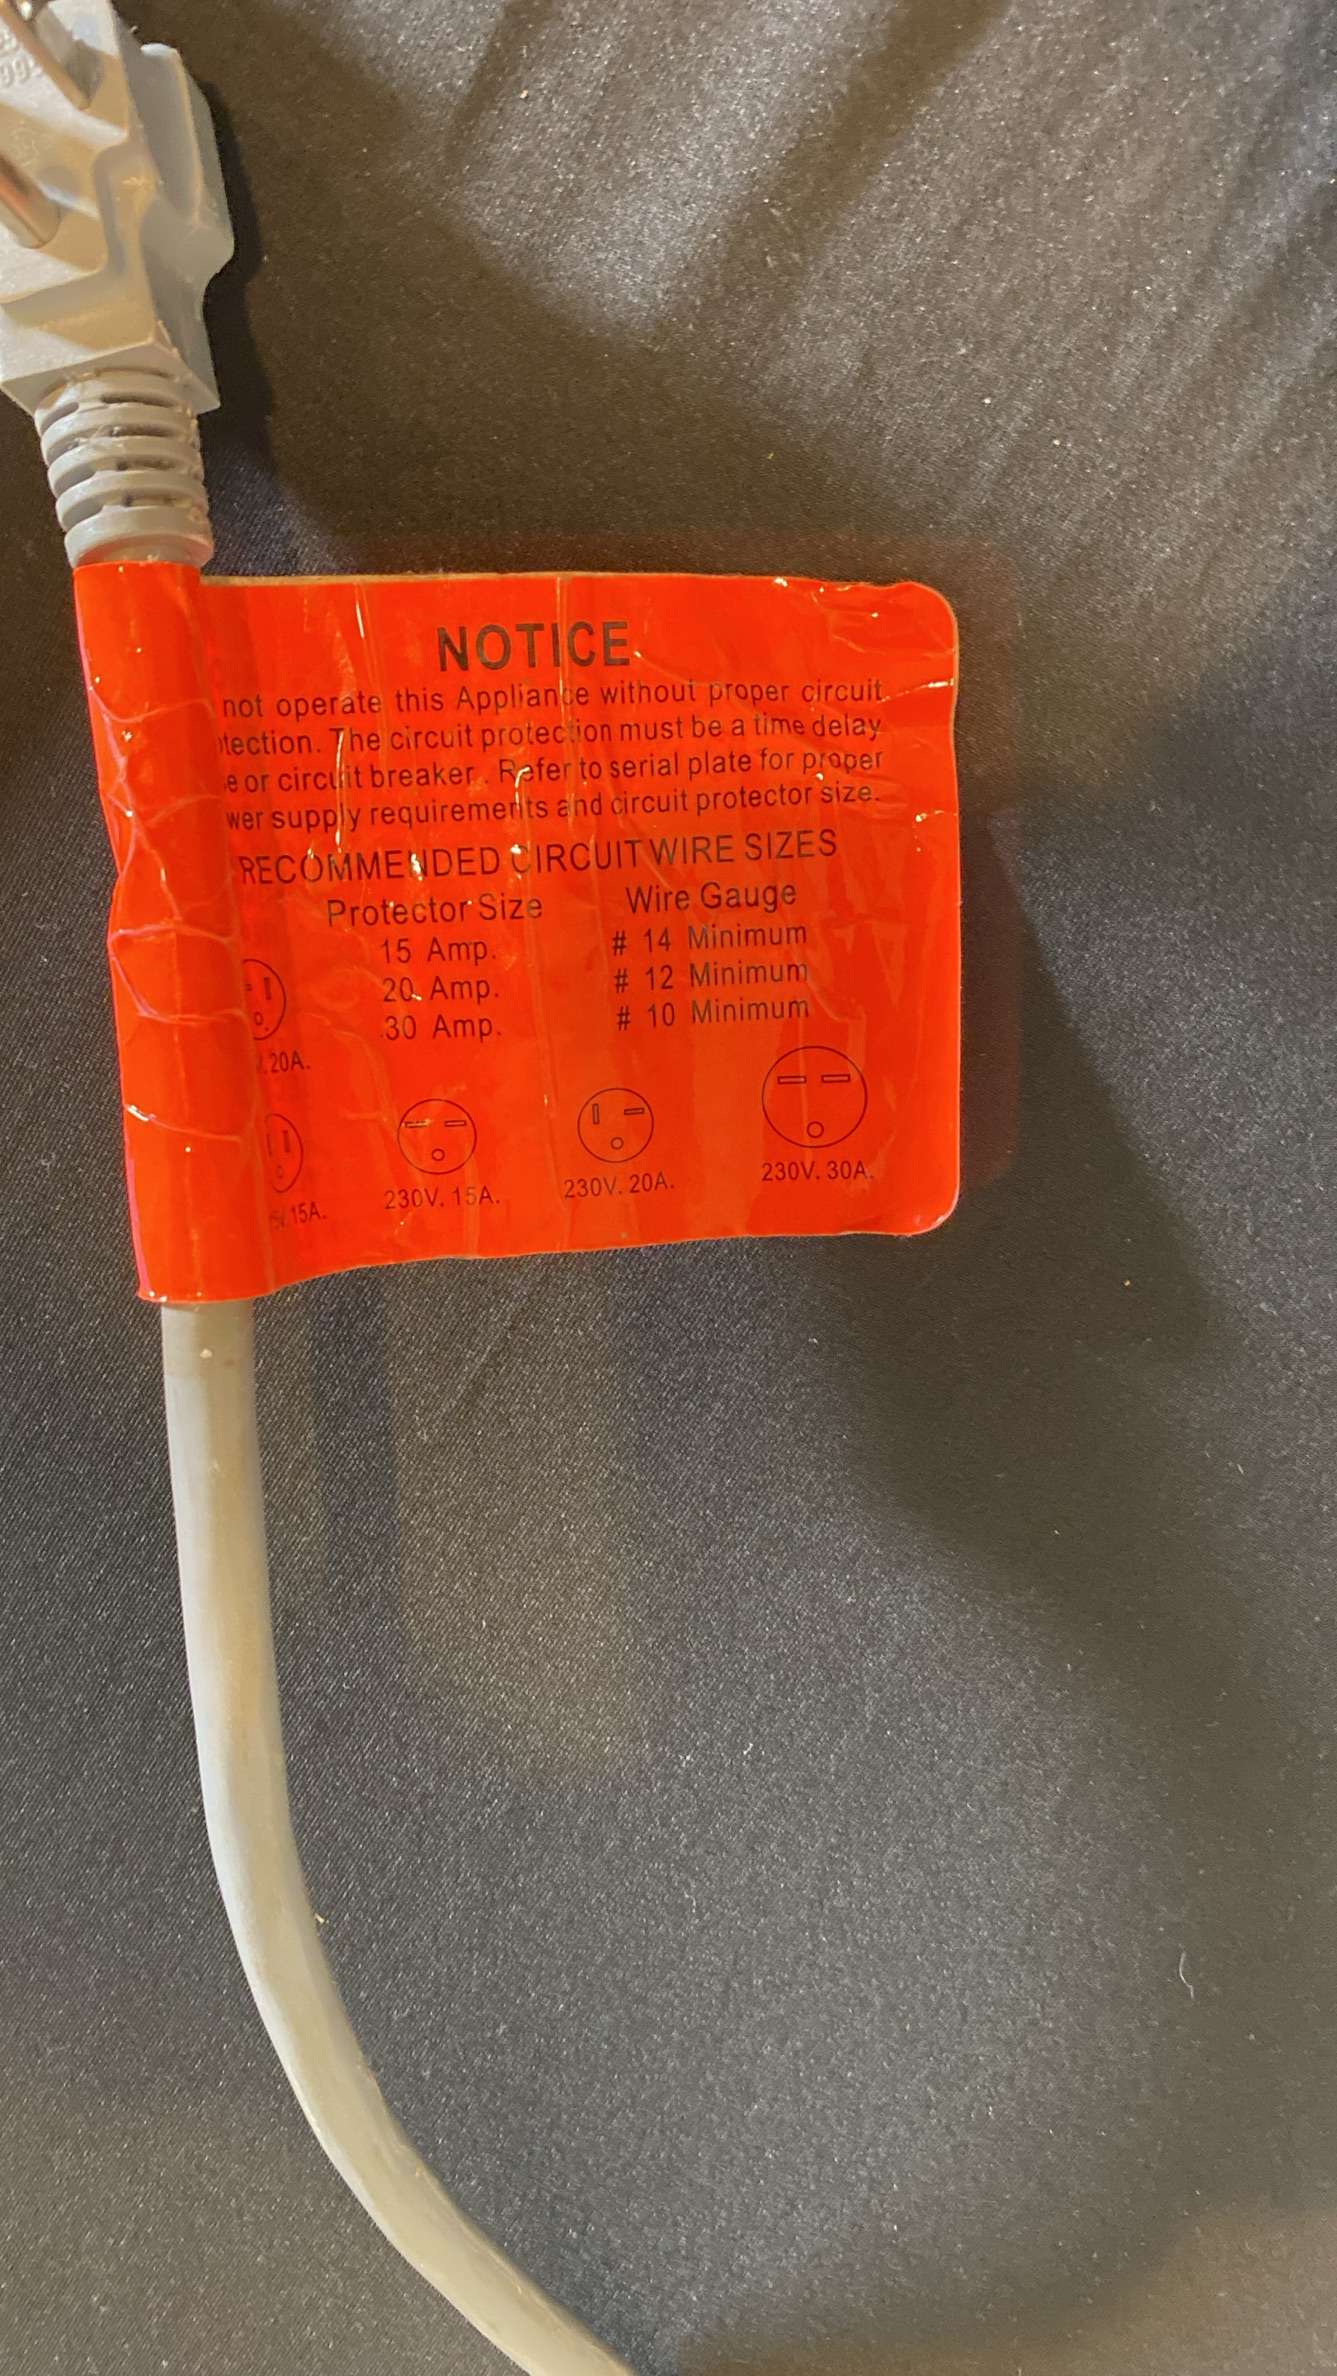 NOTICE
not operate this Appliance without proper circuit
tection. The circuit protection must be a time delay
e or circuit breaker. Refer to serial plate for proper
wer supply requirements and circuit protector size.
RECOMMENDED CIRCUIT WIRE SIZES
Protector Size Wire Gauge
15 Amp. # 14 Minimum
20 Amp. # 12 Minimum
30 Amp. # 10 Minimum
.20A.
15A.
230V. 15A.
230V. 20A.
230V. 30A.